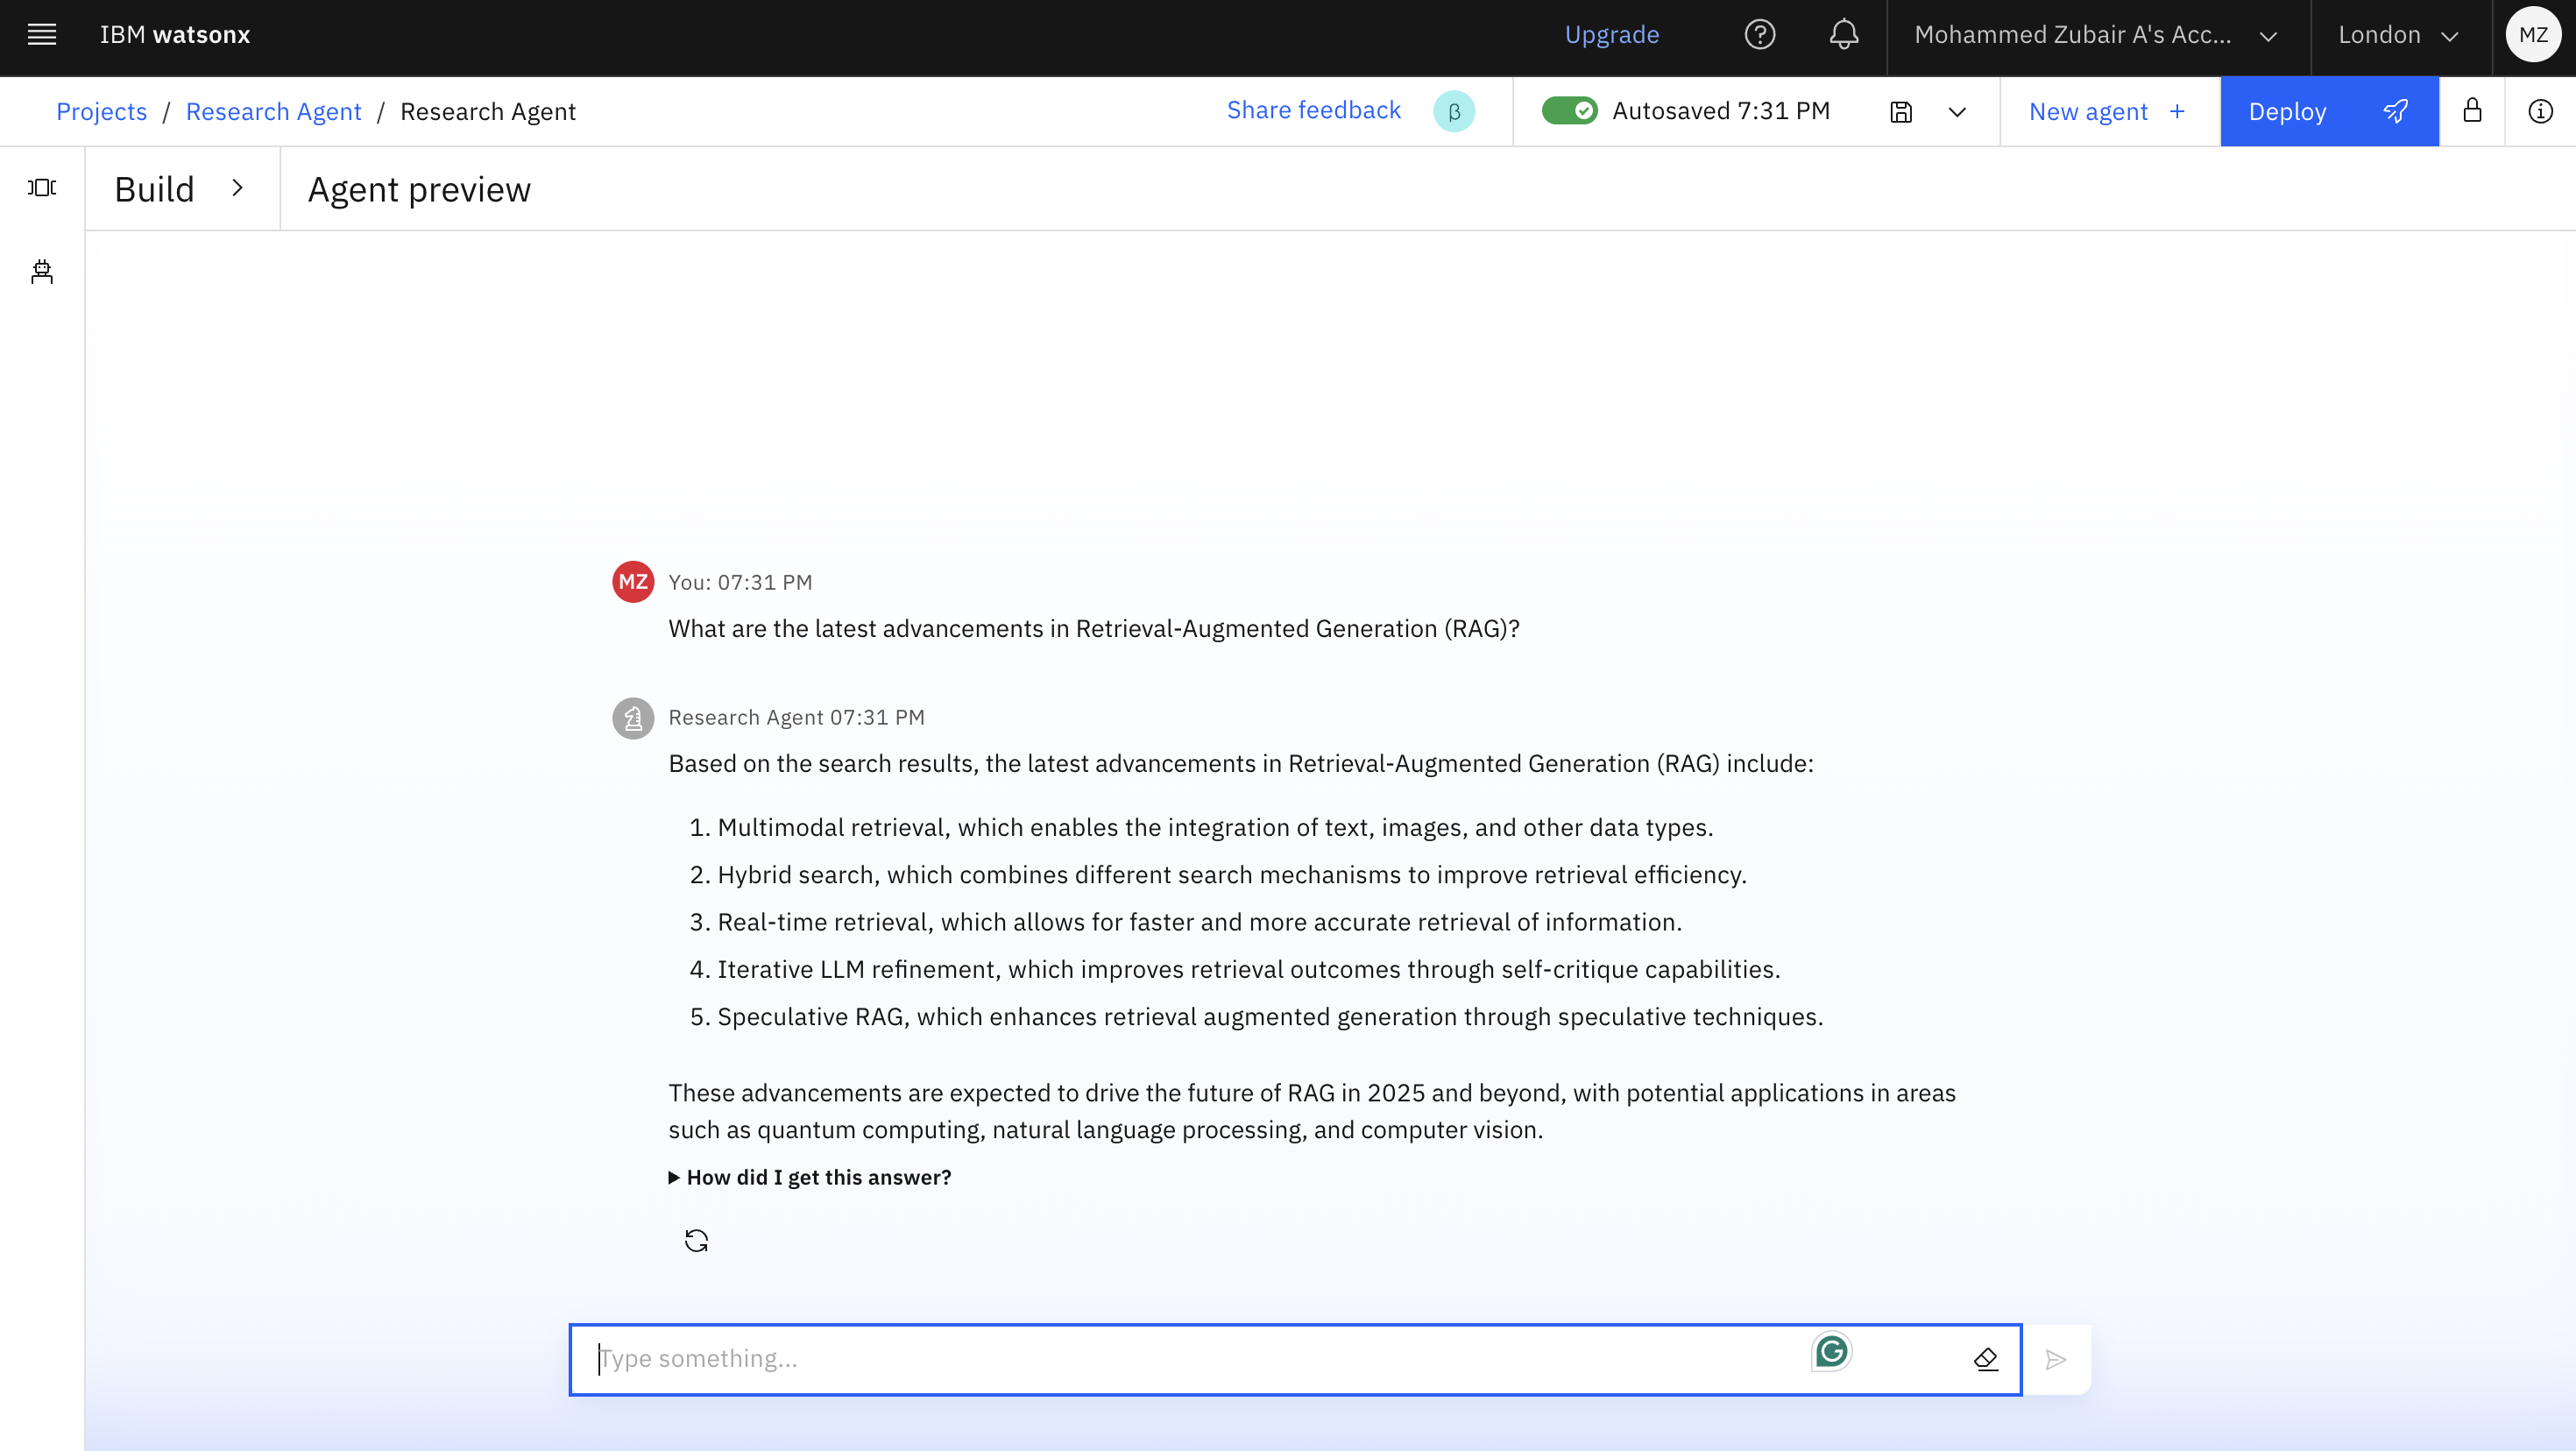 IBM watsonx
Upgrade
Mohammed Zubair A's Acc...
London
MZ
Projects / Research Agent / Research Agent
Share feedback
β
Autosaved 7:31 PM
New agent +
Deploy
Build
Agent preview
MZ
You: 07:31 PM
What are the latest advancements in Retrieval-Augmented Generation (RAG)?
Research Agent 07:31 PM
Based on the search results, the latest advancements in Retrieval-Augmented Generation (RAG) include:
1. Multimodal retrieval, which enables the integration of text, images, and other data types.
2. Hybrid search, which combines different search mechanisms to improve retrieval efficiency.
3. Real-time retrieval, which allows for faster and more accurate retrieval of information.
4. Iterative LLM refinement, which improves retrieval outcomes through self-critique capabilities.
5. Speculative RAG, which enhances retrieval augmented generation through speculative techniques.
These advancements are expected to drive the future of RAG in 2025 and beyond, with potential applications in areas
such as quantum computing, natural language processing, and computer vision.
How did I get this answer?
Type something...